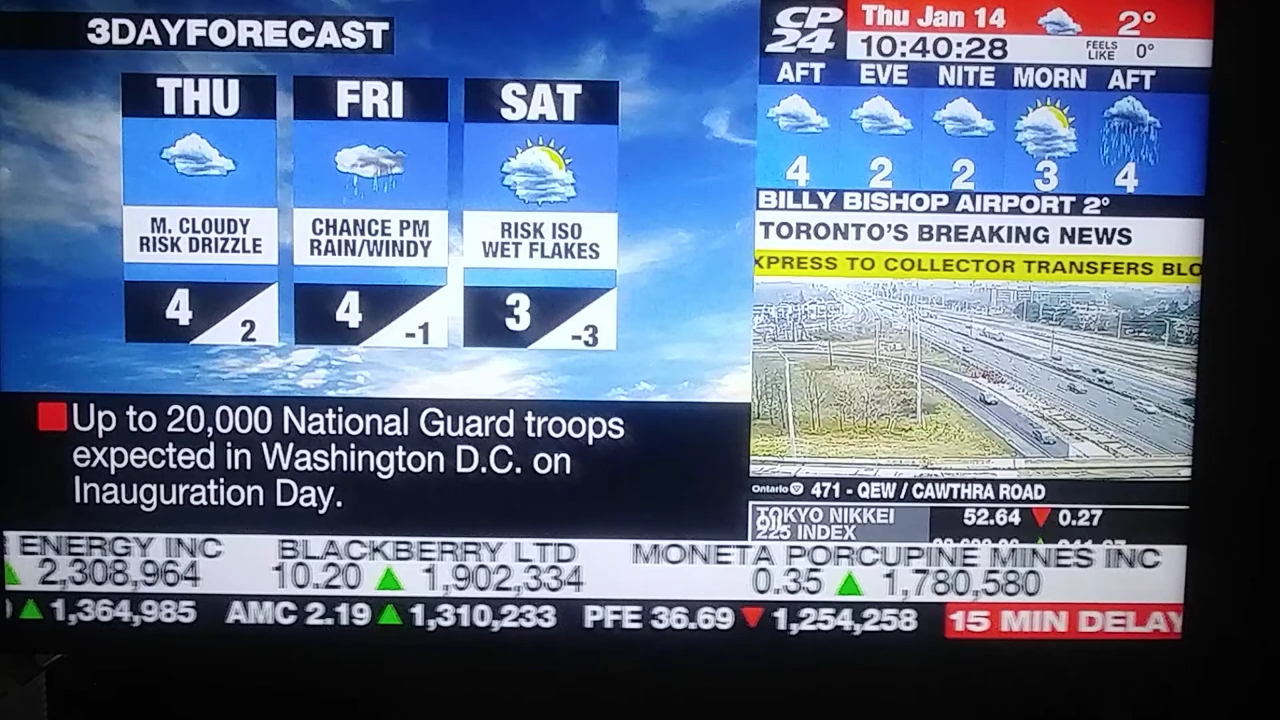 3DAYFORECAST
THU
FRI
SAT
M. CLOUDY
RISK DRIZZLE
CHANCE PM
RAIN/WINDY
RISK ISO
WET FLAKES
4
2
4
-1
3
-3
Up to 20,000 National Guard troops
expected in Washington D.C. on
Inauguration Day.
CP
24
Thu Jan 14
2°
10:40:28
FEELS
LIKE
0°
AFT EVE NITE MORN AFT
4 2 2 3 4
BILLY BISHOP AIRPORT 2°
TORONTO'S BREAKING NEWS
XPRESS TO COLLECTOR TRANSFERS BLO
Ontario 471 - QEW / CAWTHRA ROAD
TOKYO NIKKEI
225 INDEX
52.64 0.27
ENERGY INC BLACKBERRY LTD MONETA PORCUPINE MINES INC
2,308,964 10.20 1,902,334 0.35 1,780,580
1,364,985 AMC 2.19 1,310,233 PFE 36.69 1,254,258 15 MIN DELAY